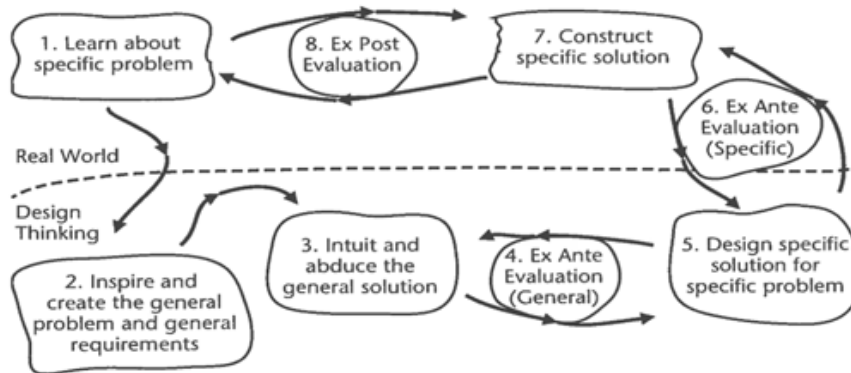 1. Learn about
specific problem
8. Ex Post
Evaluation
7. Construct
specific solution
6. Ex Ante
Evaluation
(Specific)
Real World
Design
Thinking
2. Inspire and
create the general
problem and general
requirements
3. Intuit and
abduce the
general solution
4. Ex Ante
Evaluation
(General)
5. Design specific
solution for
specific problem